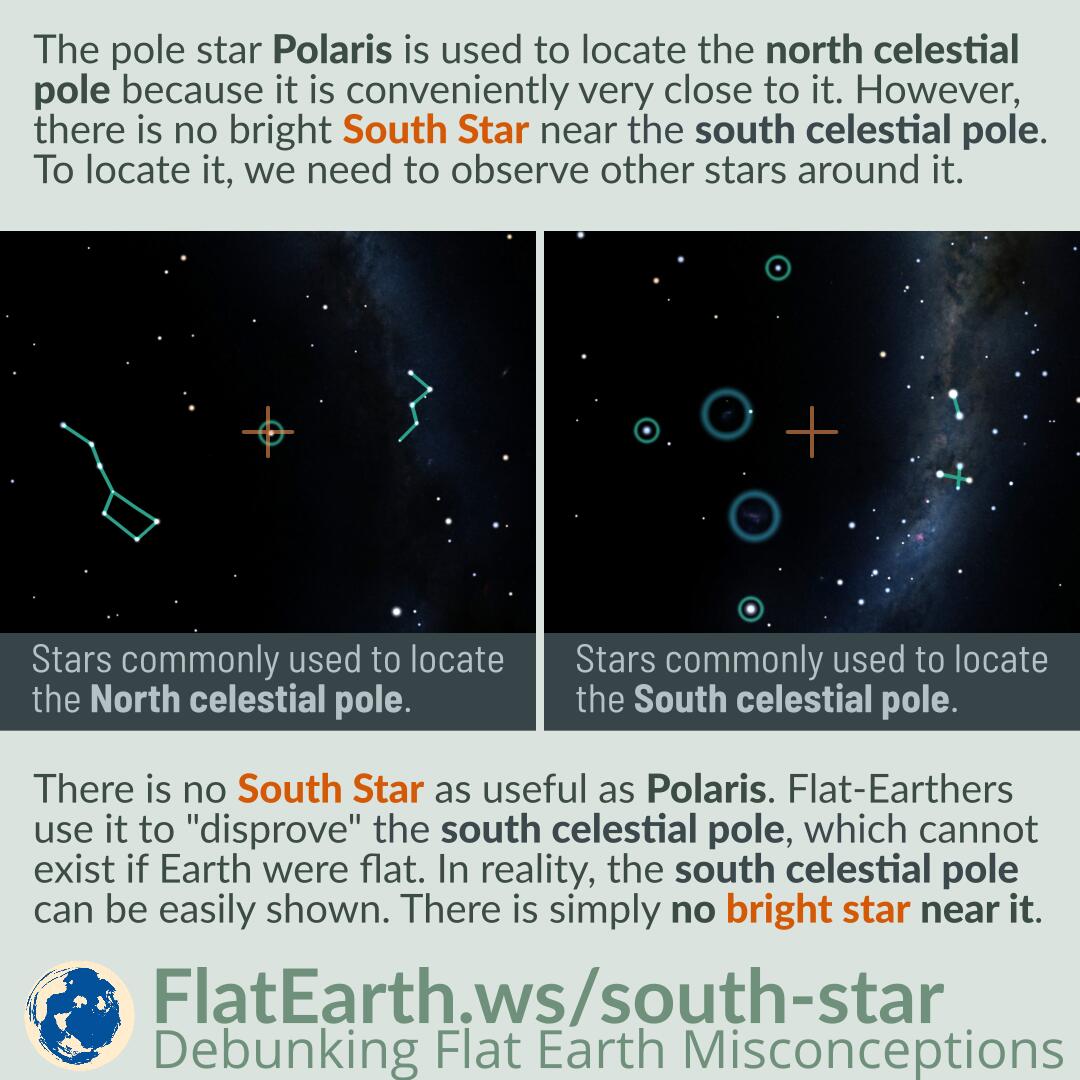 The pole star Polaris is used to locate the north celestial
pole because it is conveniently very close to it. However,
there is no bright South Star near the south celestial pole.
To locate it, we need to observe other stars around it.
Stars commonly used to locate
the North celestial pole.
Stars commonly used to locate
the South celestial pole.
There is no South Star as useful as Polaris. Flat-Earthers
use it to "disprove" the south celestial pole, which cannot
exist if Earth were flat. In reality, the south celestial pole
can be easily shown. There is simply no bright star near it.
FlatEarth.ws/south-star
Debunking Flat Earth Misconceptions